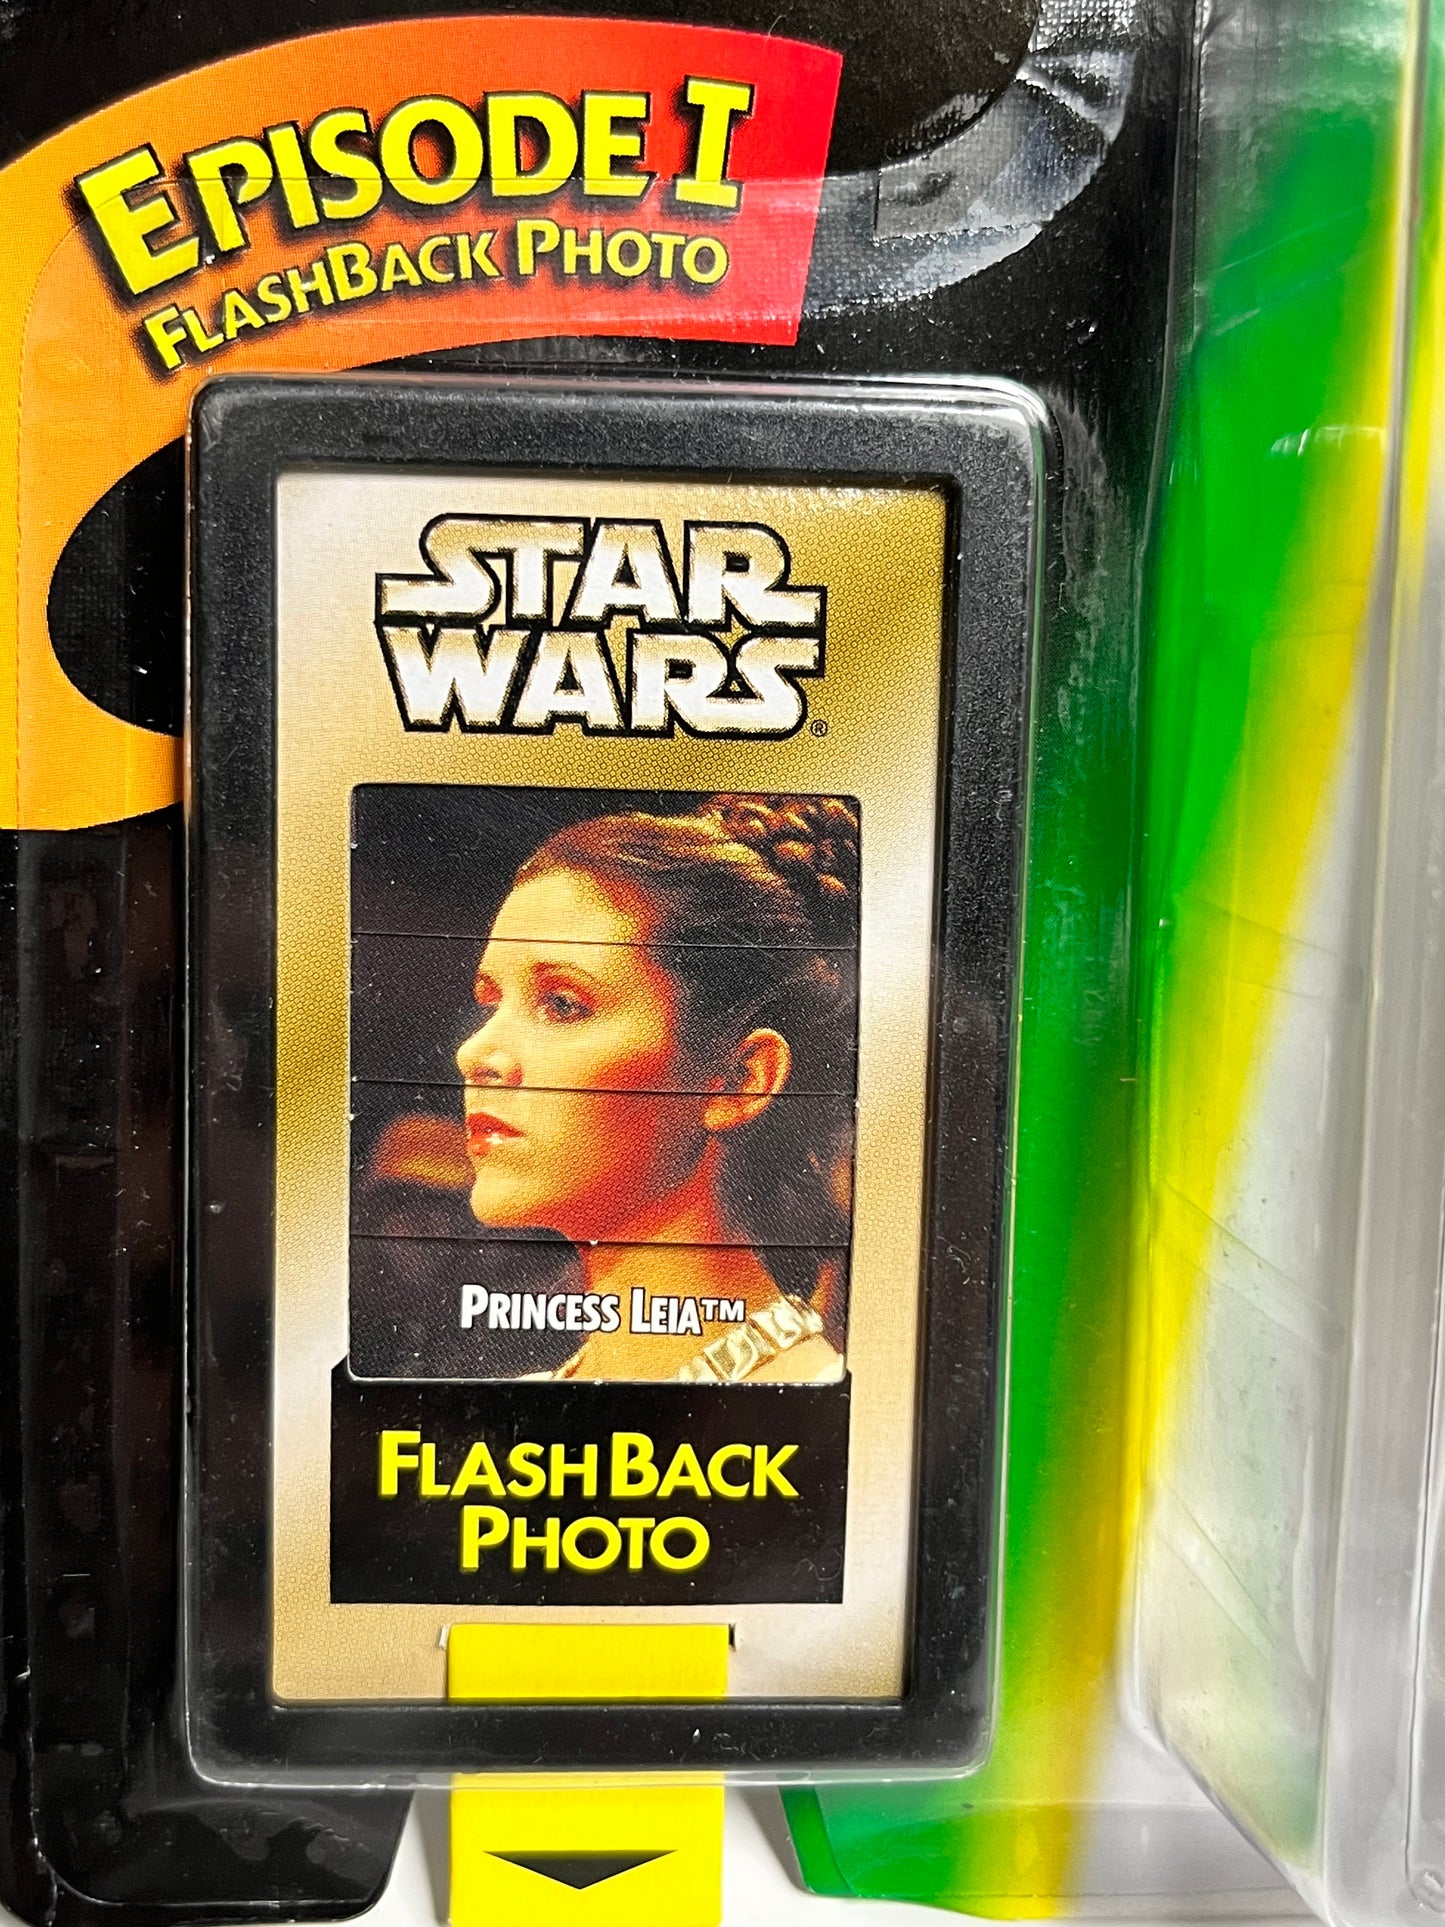 EPISODE I
FLASHBACK PHOTO
STAR
WARS®
PRINCESS LEIA™
FLASHBACK
PHOTO